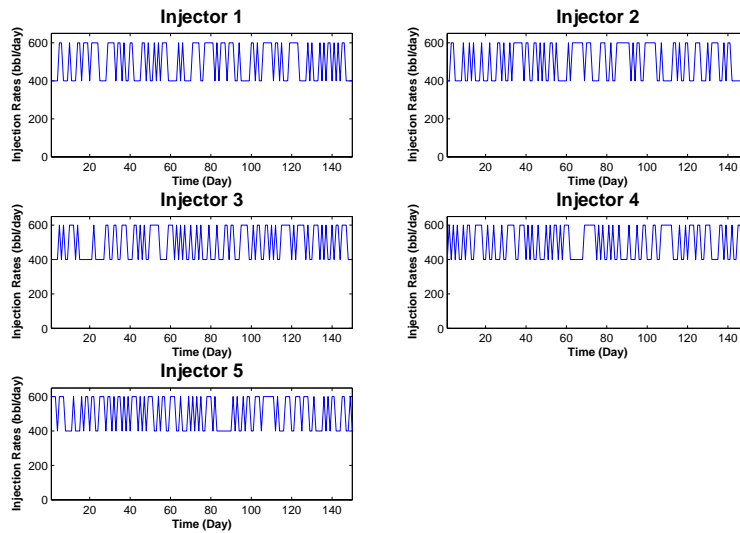 Injector 1
Injection Rates (bbl/day)
600
400
200
0
20 40 60 80 100 120 140
Time (Day)
Injector 2
Injection Rates (bbl/day)
600
400
200
0
20 40 60 80 100 120 140
Time (Day)
Injector 3
Injection Rates (bbl/day)
600
400
200
0
20 40 60 80 100 120 140
Time (Day)
Injector 4
Injection Rates (bbl/day)
600
400
200
0
20 40 60 80 100 120 140
Time (Day)
Injector 5
Injection Rates (bbl/day)
600
400
200
0
20 40 60 80 100 120 140
Time (Day)